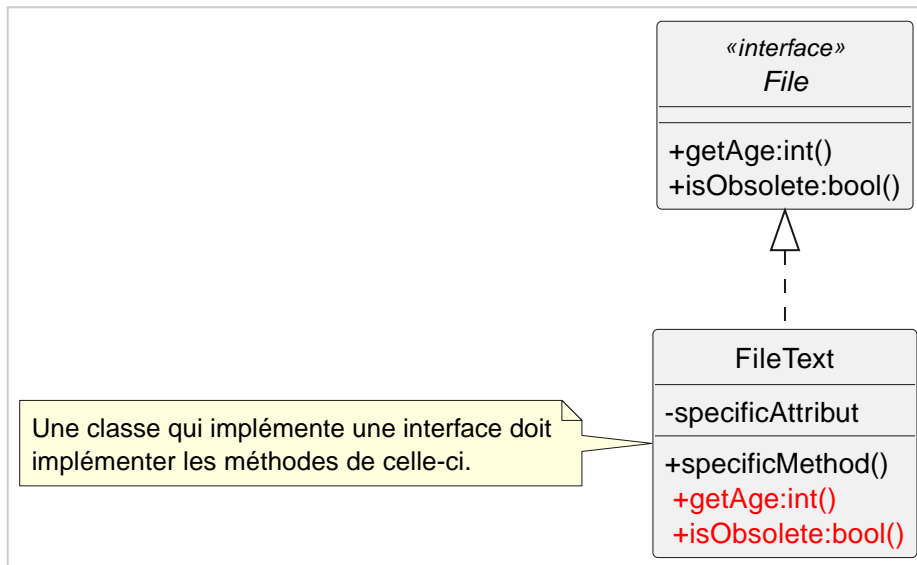 «interface»
File
+getAge:int()
+isObsolete:bool()
FileText
-specificAttribut
Une classe qui implémente une interface doit
implémenter les méthodes de celle-ci.
+specificMethod()
+getAge:int()
+isObsolete:bool()